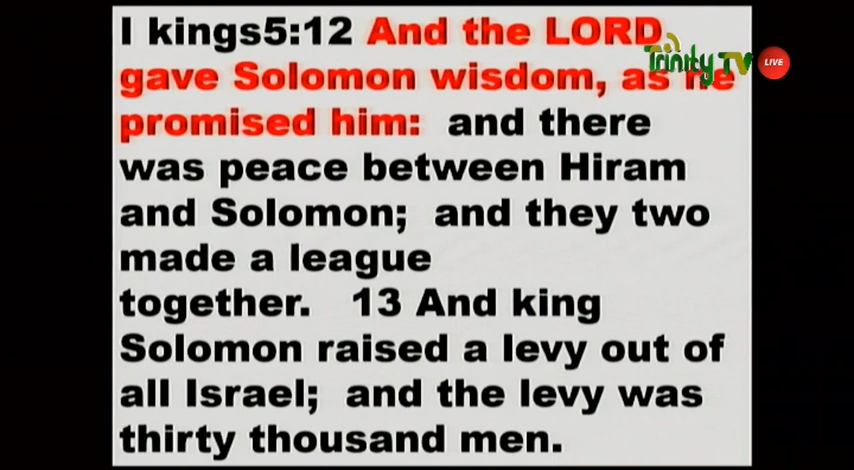 I kings5:12 And the LORD
gave Solomon wisdom, as he
promised him: and there
was peace between Hiram
and Solomon; and they two
made a league
together. 13 And king
Solomon raised a levy out of
all Israel; and the levy was
thirty thousand men.
Trinity TV
LIVE